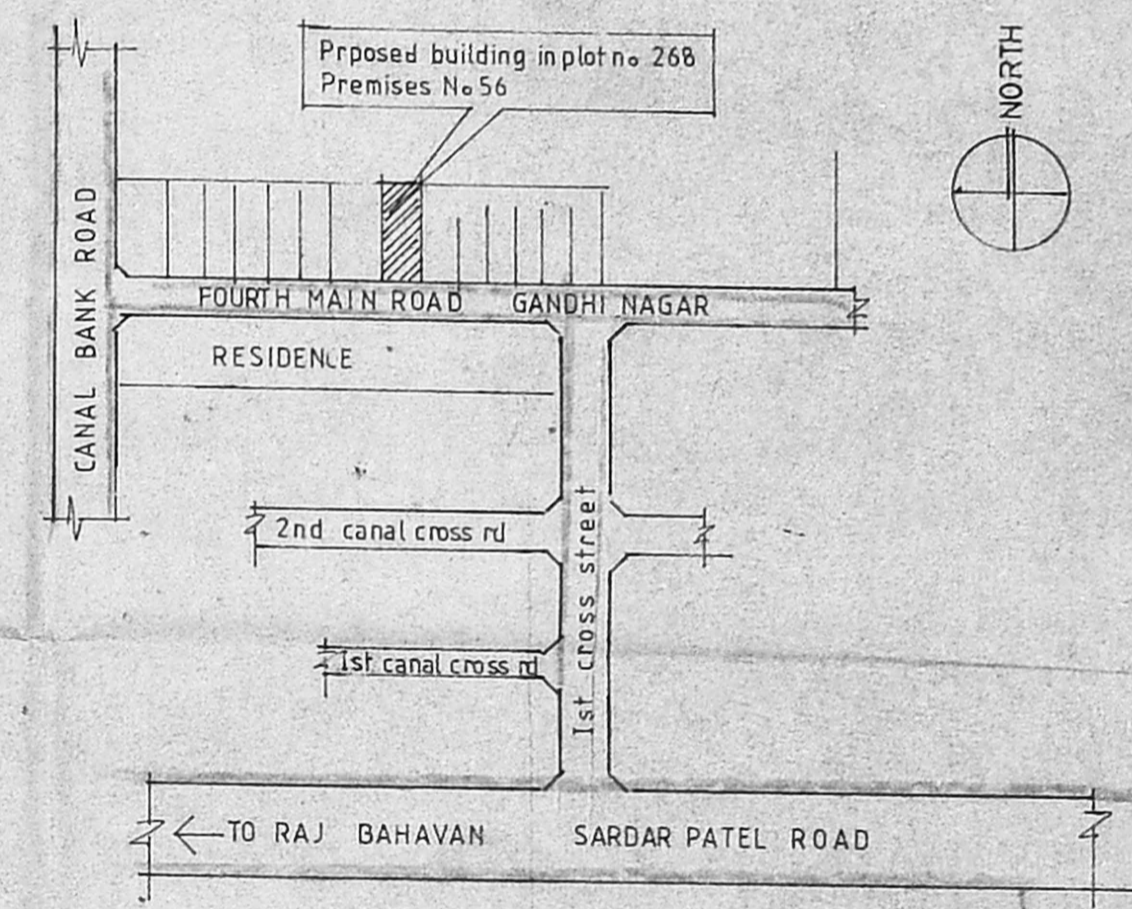 Prposed building in plot no 268
Premises No 56
NORTH
CANAL BANK ROAD
FOURTH MAIN ROAD GANDHI NAGAR
RESIDENCE
2nd canal cross rd
1st canal cross rd
Ist cross street
TO RAJ BAHAVAN SARDAR PATEL ROAD